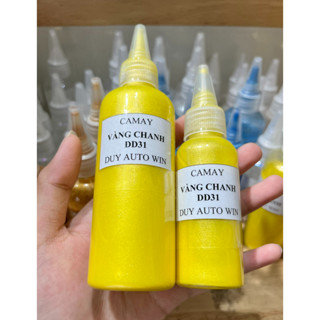 CAMAY
VÀNG CHANH
DD31
DUY AUTO WIN
CAMAY
VÀNG CHANH
DD31
DUY AUTO WIN